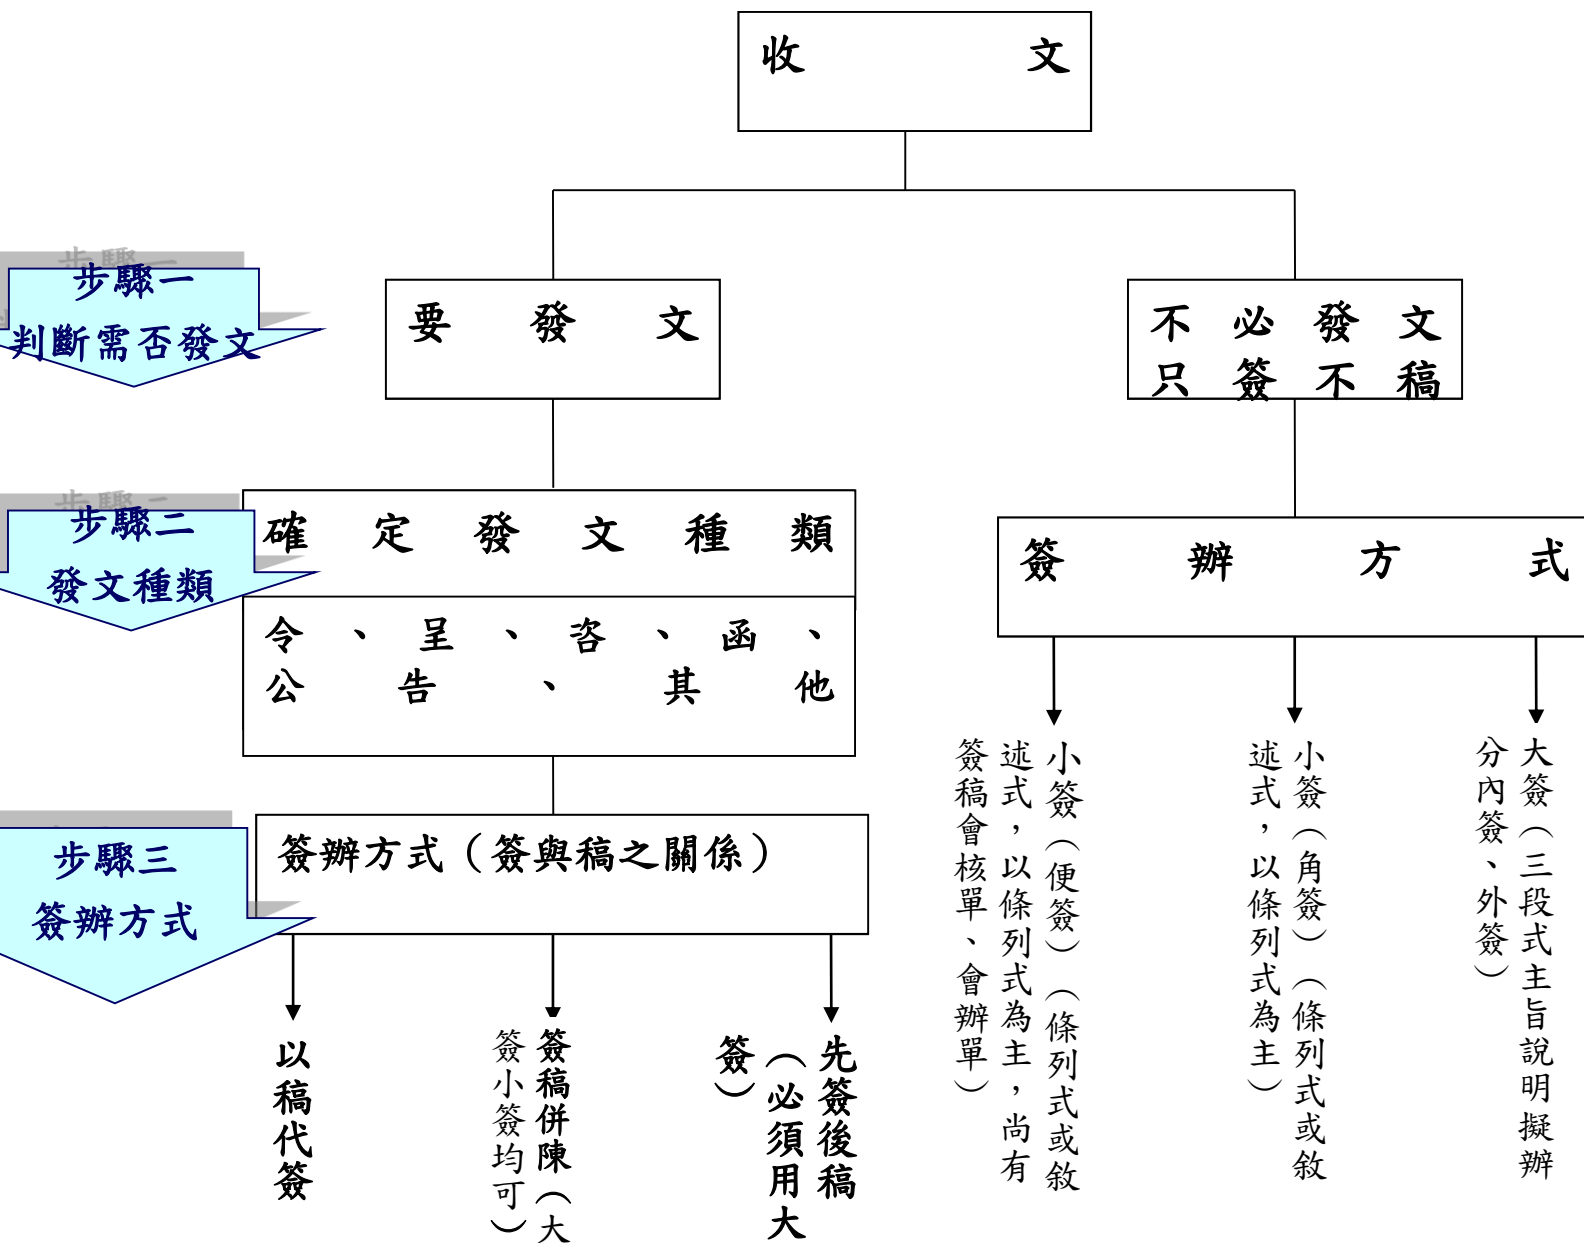 收文
步驟一
判斷需否發文
要發文
不必發文
只簽不稿
步驟二
發文種類
確定發文種類
令、呈、咨、函、
公告、其他
簽辦方式
步驟三
簽辦方式
簽辦方式（簽與稿之關係）
以稿代簽
簽稿併陳（大
簽小簽均可）
先簽後稿
（必須用大
簽）
小簽（便簽）（條列式或敘
述式，以條列式為主，尚有
簽稿會核單、會辦單）
小簽（角簽）（條列式或敘
述式，以條列式為主）
大簽（三段式主旨說明擬辦
分內簽、外簽）